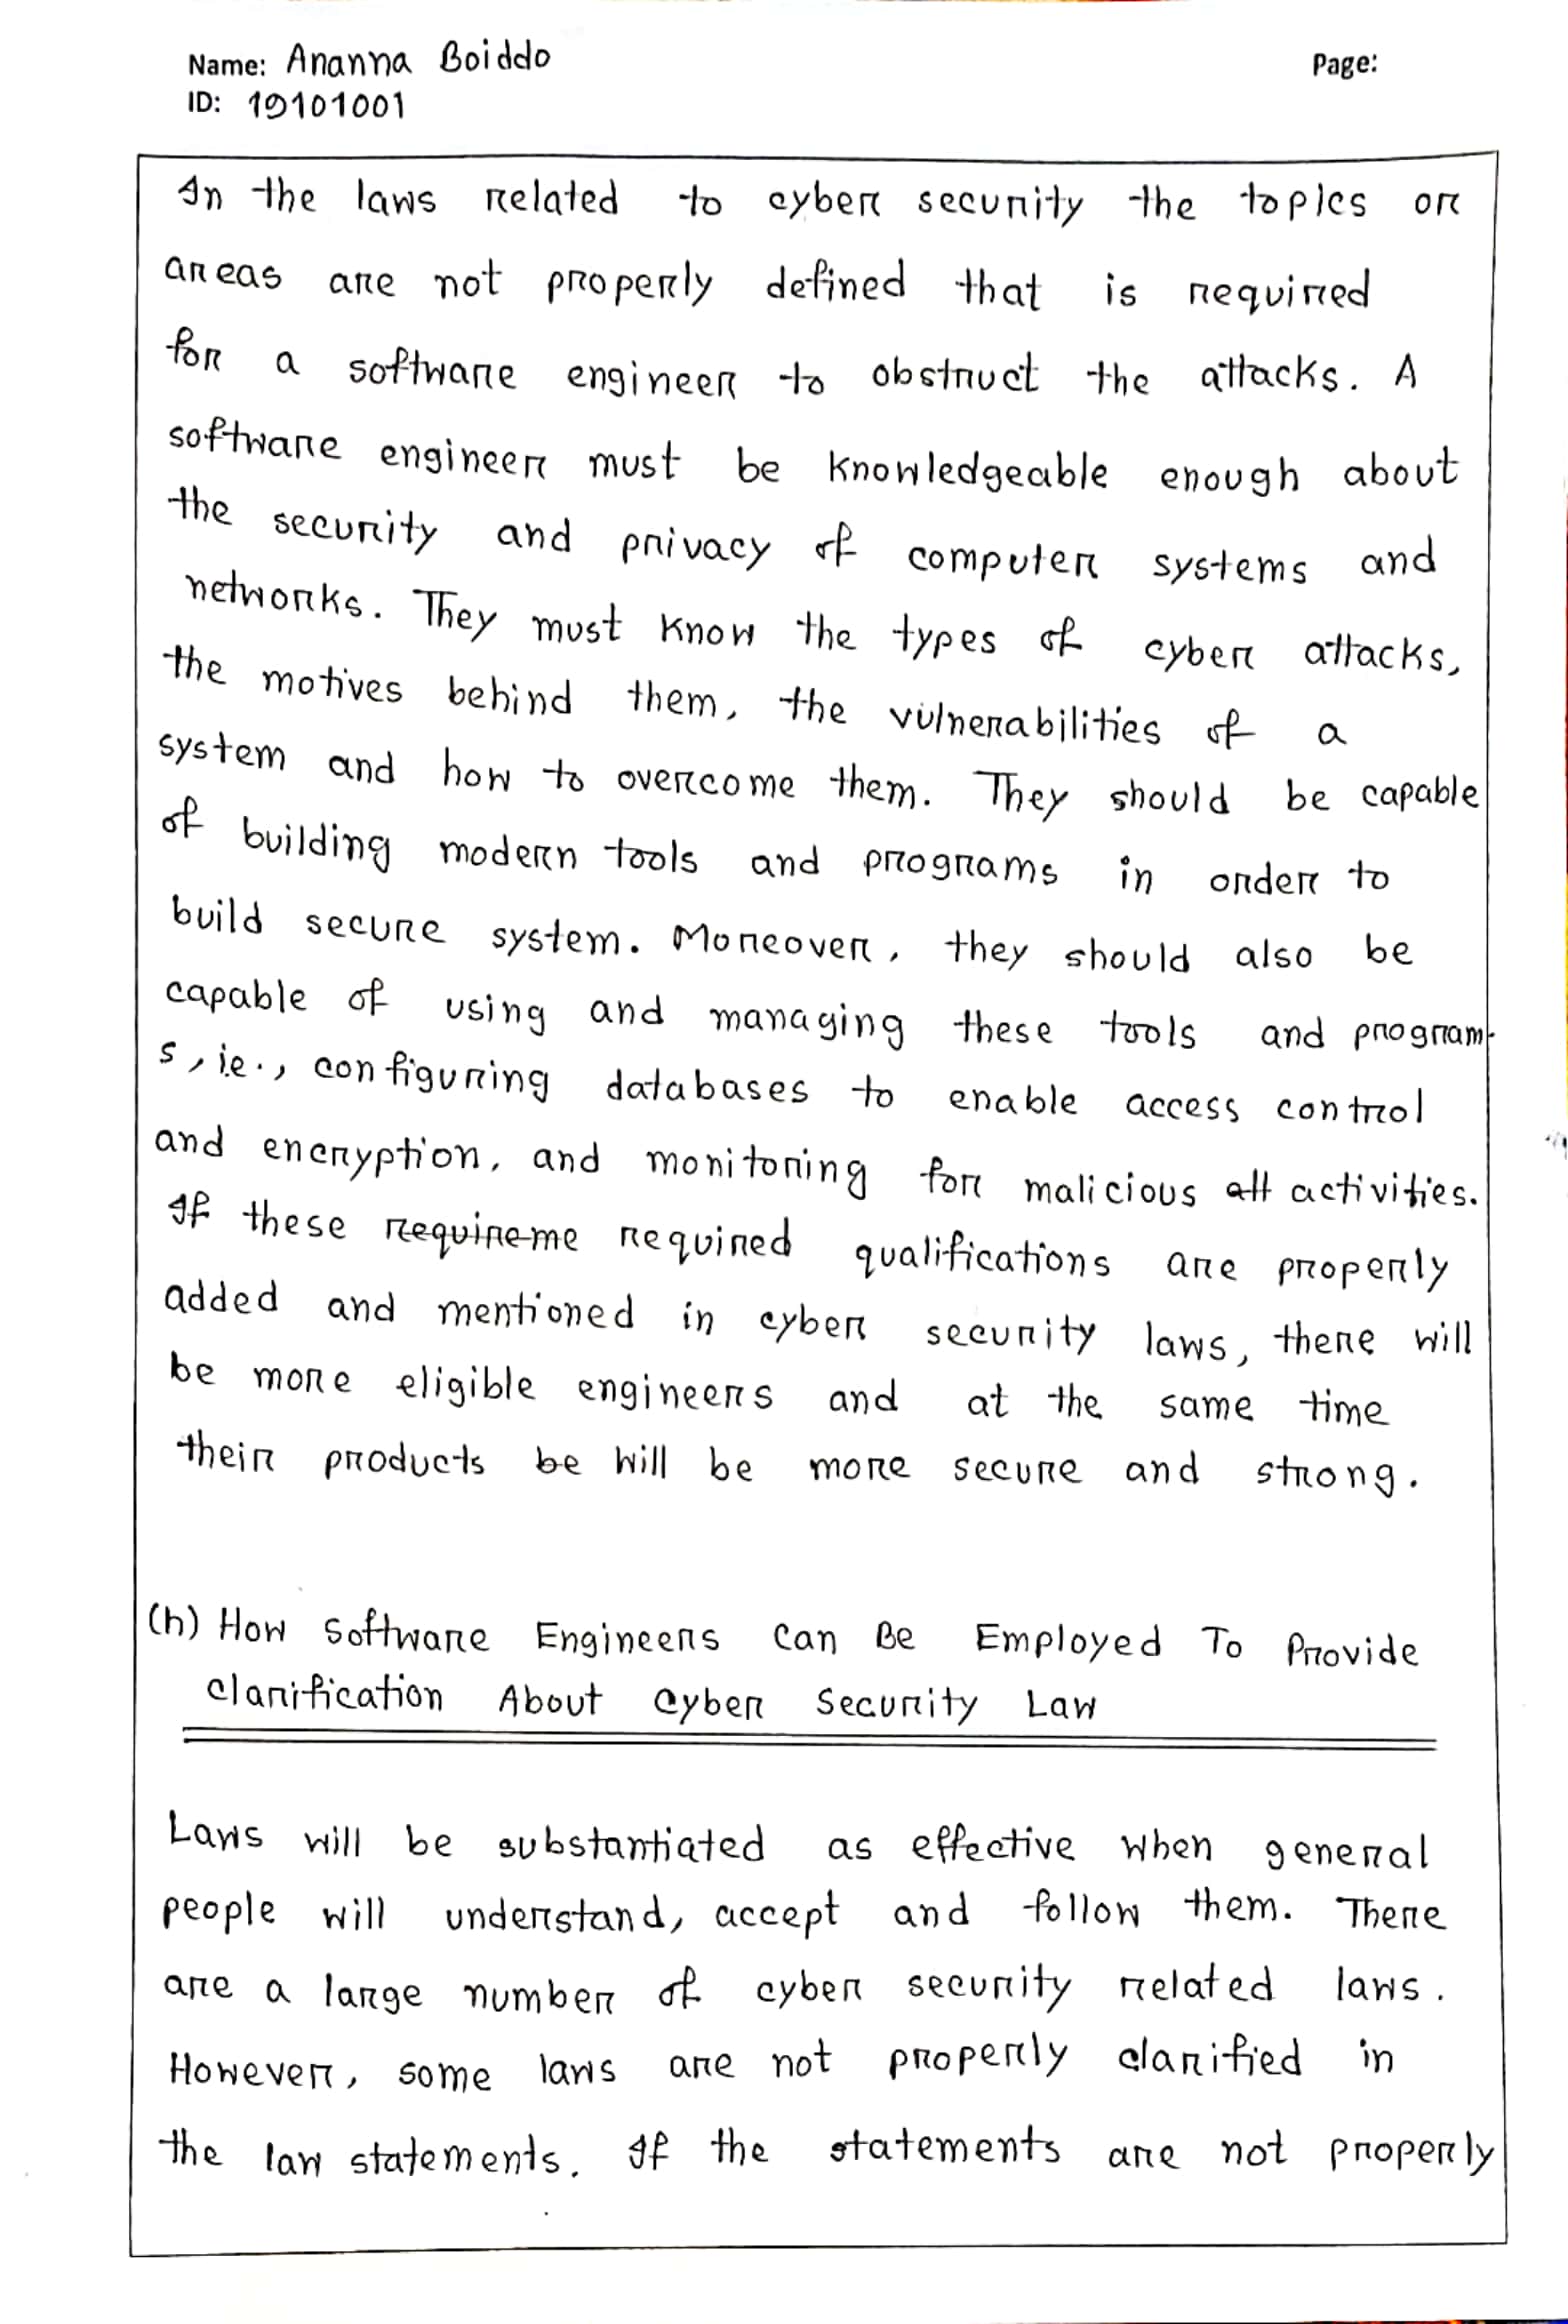 Name: Ananna Boiddo
Page:
ID: 19101001
In the laws related to cyber security the topics or
areas are not properly defined that is required
for a software engineer to obstruct the attacks. A
software engineer must be knowledgeable enough about
the security and privacy of computer systems and
networks. They must know the types of cyber attacks,
the motives behind them, the vulnerabilities of a
system and how to overcome them. They should be capable
of building modern tools and programs in order to
build secure system. Moreover, they should also be
capable of using and managing these tools and program-
s, i.e., configuring databases to enable access control
and encryption, and monitoring for malicious att activities.
If these requireme required qualifications are properly
added and mentioned in cyber security laws, there will
be more eligible engineers and at the same time
their products be will be more secure and strong.
(h) How Software Engineers Can Be Employed To Provide
Clarification About Cyber Security Law
Laws will be substantiated as effective when general
people will understand, accept and follow them. There
are a large number of cyber security related laws.
However, some laws are not properly clarified in
the law statements. If the statements are not properly